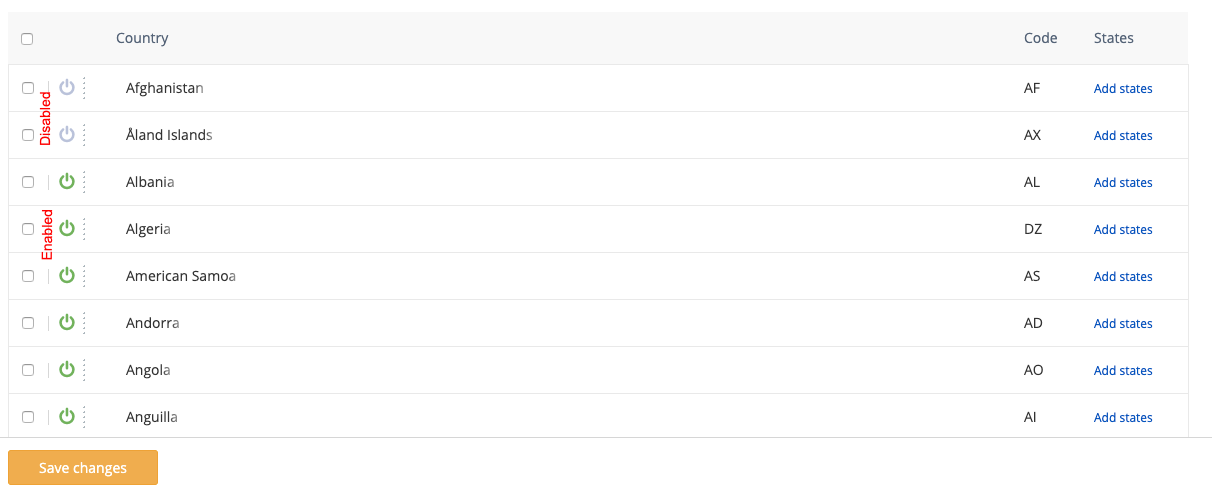 Country Code States
Afghanistan AF Add states
Disabled
Åland Islands AX Add states
Albania AL Add states
Algeria DZ Add states
Enabled
American Samoa AS Add states
Andorra AD Add states
Angola AO Add states
Anguilla AI Add states
Save changes